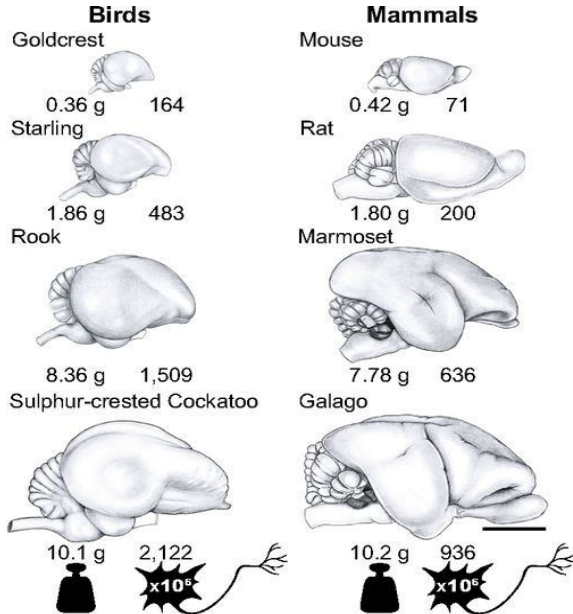 Birds
Mammals
Goldcrest
Mouse
0.36 g 164
0.42 g 71
Starling
Rat
1.86 g 483
1.80 g 200
Rook
Marmoset
8.36 g 1,509
7.78 g 636
Sulphur-crested Cockatoo
Galago
10.1 g 2,122
10.2 g 936
x10⁶
x10⁶